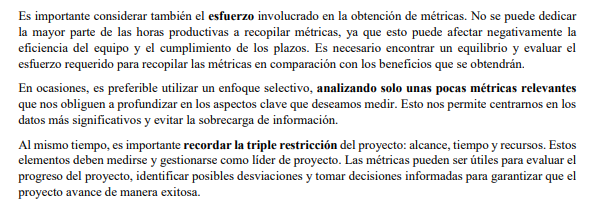 Es importante considerar también el esfuerzo involucrado en la obtención de métricas. No se puede dedicar
la mayor parte de las horas productivas a recopilar métricas, ya que esto puede afectar negativamente la
eficiencia del equipo y el cumplimiento de los plazos. Es necesario encontrar un equilibrio y evaluar el
esfuerzo requerido para recopilar las métricas en comparación con los beneficios que se obtendrán.
En ocasiones, es preferible utilizar un enfoque selectivo, analizando solo unas pocas métricas relevantes
que nos obliguen a profundizar en los aspectos clave que deseamos medir. Esto nos permite centrarnos en los
datos más significativos y evitar la sobrecarga de información.
Al mismo tiempo, es importante recordar la triple restricción del proyecto: alcance, tiempo y recursos. Estos
elementos deben medirse y gestionarse como líder de proyecto. Las métricas pueden ser útiles para evaluar el
progreso del proyecto, identificar posibles desviaciones y tomar decisiones informadas para garantizar que el
proyecto avance de manera exitosa.